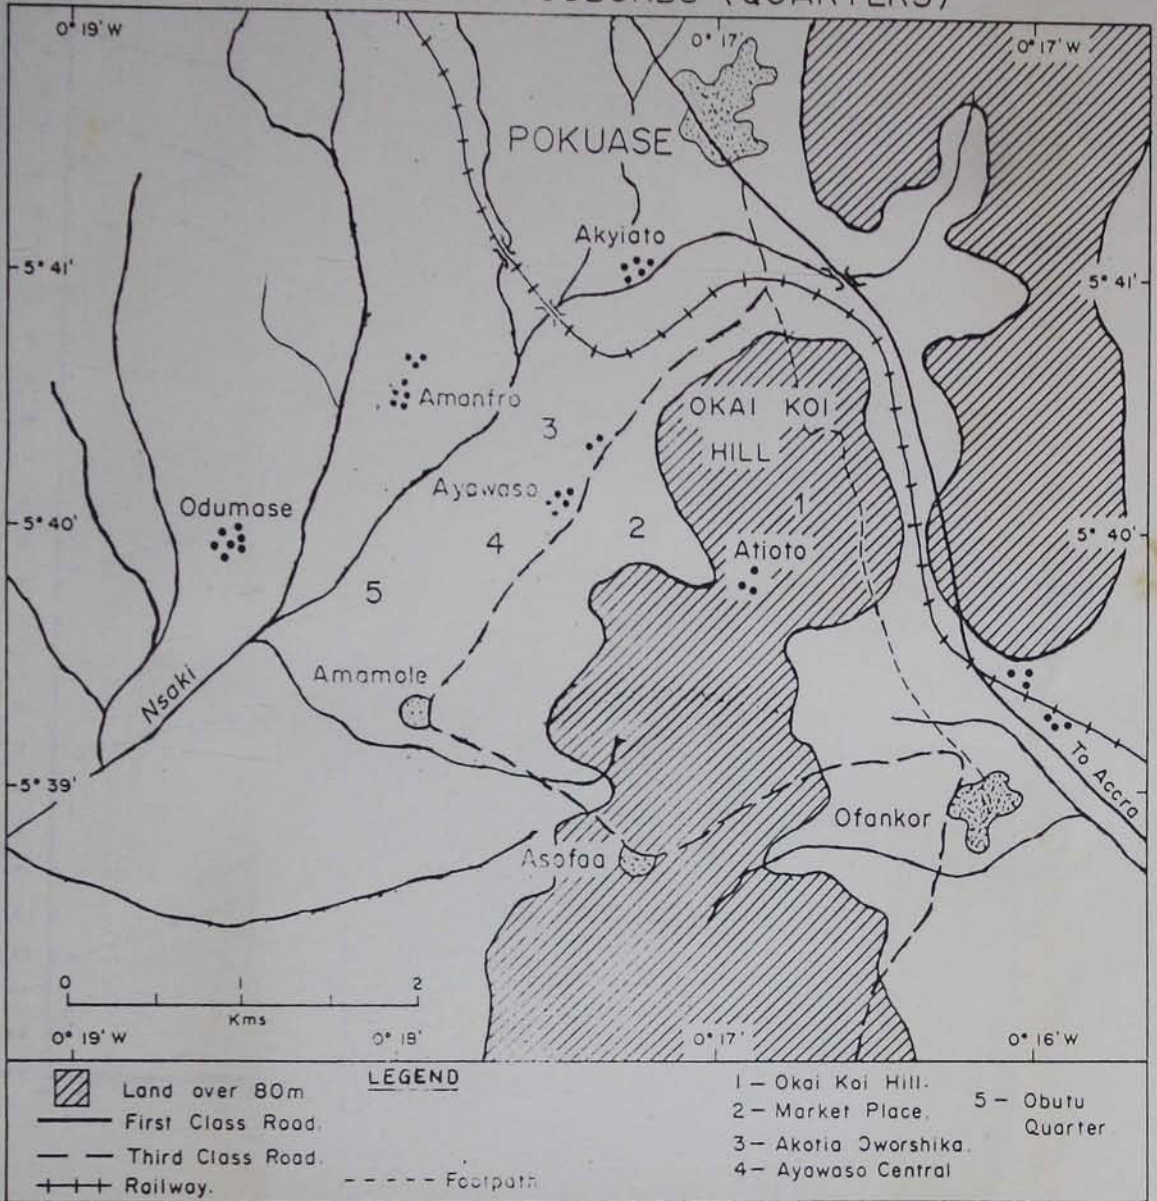 SUBURBS (QUARTERS)
0° 19' W
0° 17'
0° 17' W
POKUASE
Akyiato
5° 41'
5° 41'
Amanfro
OKAI KOI
HILL
3
Ayawaso
1
Odumase
5° 40'
4
2
5° 40'
Atioto
5
Amamole
Nsaki
5° 39'
To Accra
Ofankor
Asofaa
0 1 2
Kms
0° 19' W
0° 18'
0° 17'
0° 16' W
LEGEND
Land over 80m
First Class Road.
Third Class Road.
Railway.
Footpath
1 — Okai Koi Hill.
2 — Market Place.
3 — Akotia Oworshika.
4 — Ayawaso Central
5 — Obutu
Quarter